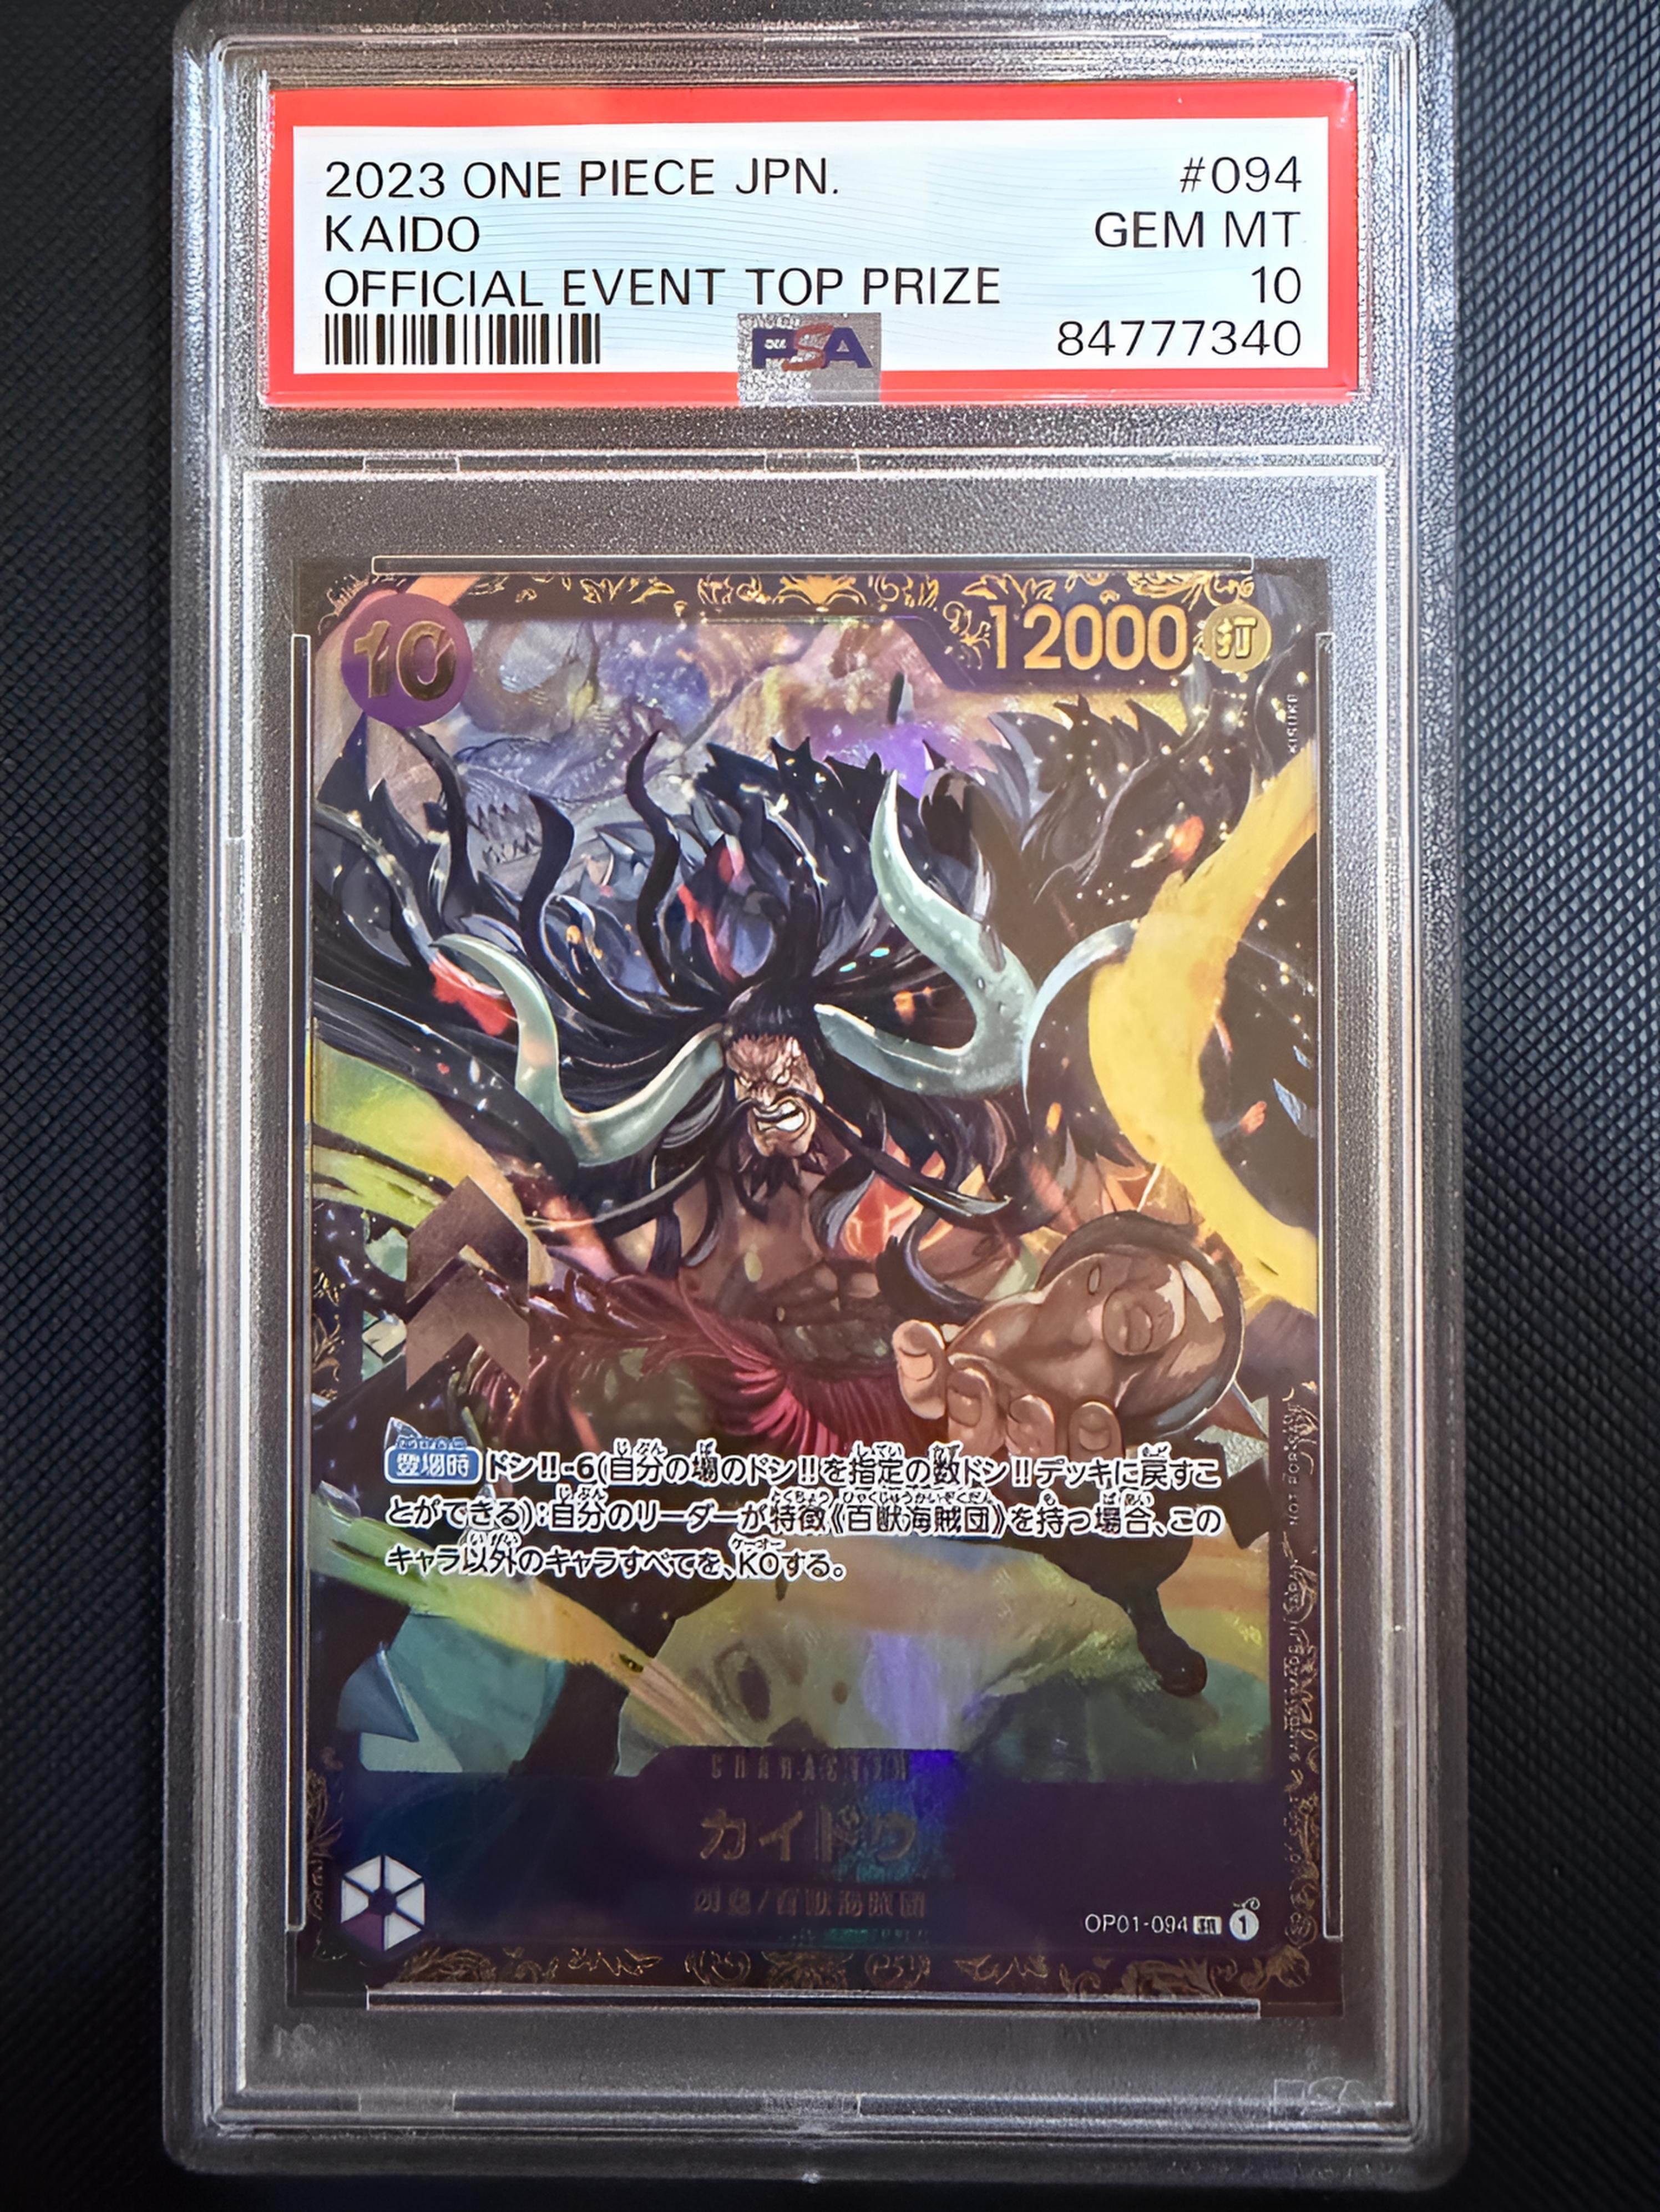 2023 ONE PIECE JPN. #094
KAIDO GEM MT
OFFICIAL EVENT TOP PRIZE 10
PSA 84777340
10 12000 打
登場時 ドン!!-6(自分の場のドン!!を指定の数ドン!!デッキに戻すこ
とができる):自分のリーダーが特徴《百獣海賊団》を持つ場合、この
キャラ以外のキャラすべてを、KOする。
CHARACTER
カイドウ
四皇/百獣海賊団
OP01-094 SR 1